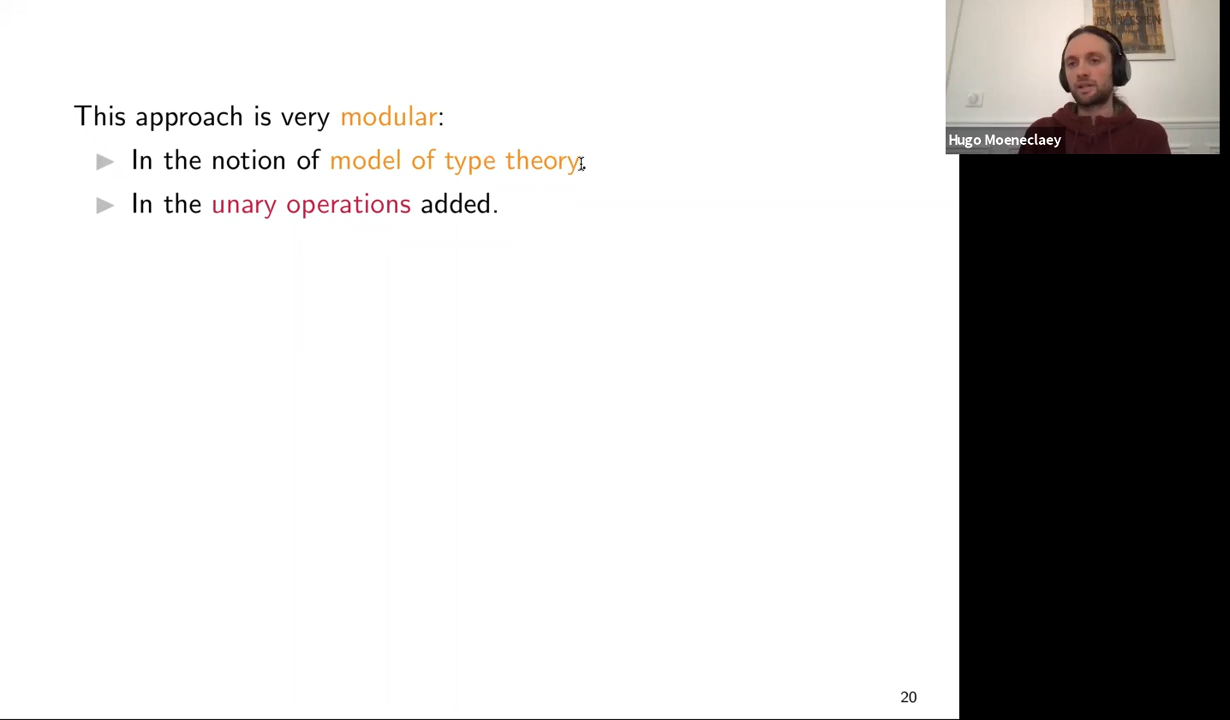 This approach is very modular:
In the notion of model of type theory.
In the unary operations added.
20
Hugo Moeneclaey